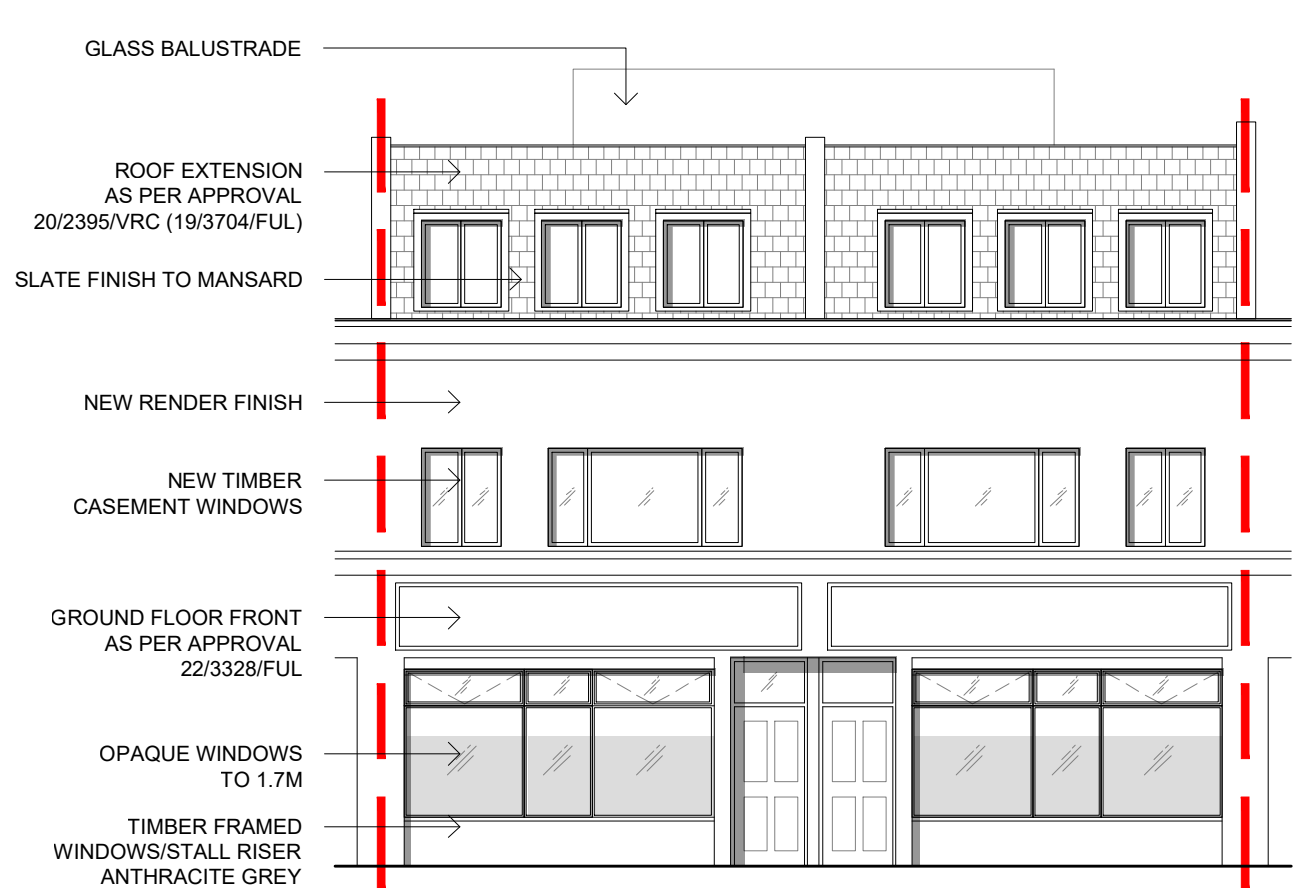 GLASS BALUSTRADE
ROOF EXTENSION
AS PER APPROVAL
20/2395/VRC (19/3704/FUL)
SLATE FINISH TO MANSARD
NEW RENDER FINISH
NEW TIMBER
CASEMENT WINDOWS
GROUND FLOOR FRONT
AS PER APPROVAL
22/3328/FUL
OPAQUE WINDOWS
TO 1.7M
TIMBER FRAMED
WINDOWS/STALL RISER
ANTHRACITE GREY